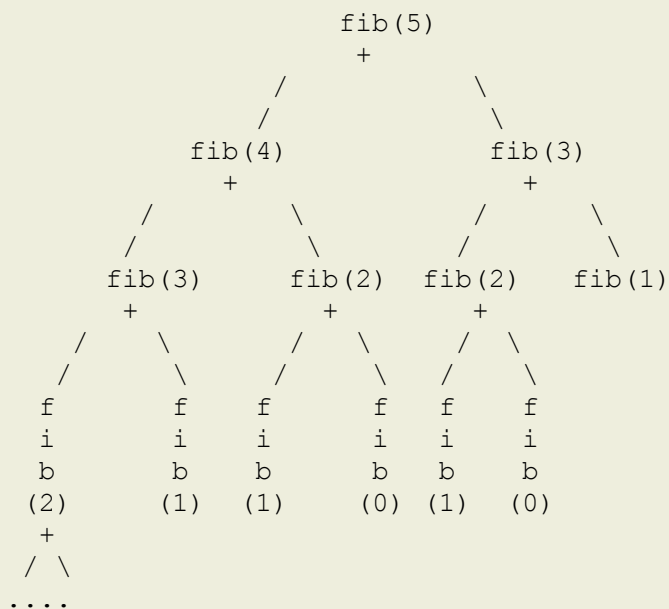 fib(5)
+
/ \
/ \
fib(4) fib(3)
+ +
/ \ / \
/ \ / \
fib(3) fib(2) fib(2) fib(1)
+ + +
/ \ / \ / \
/ \ / \ / \
f f f f f f
i i i i i i
b b b b b b
(2) (1) (1) (0) (1) (0)
+
/ \
....